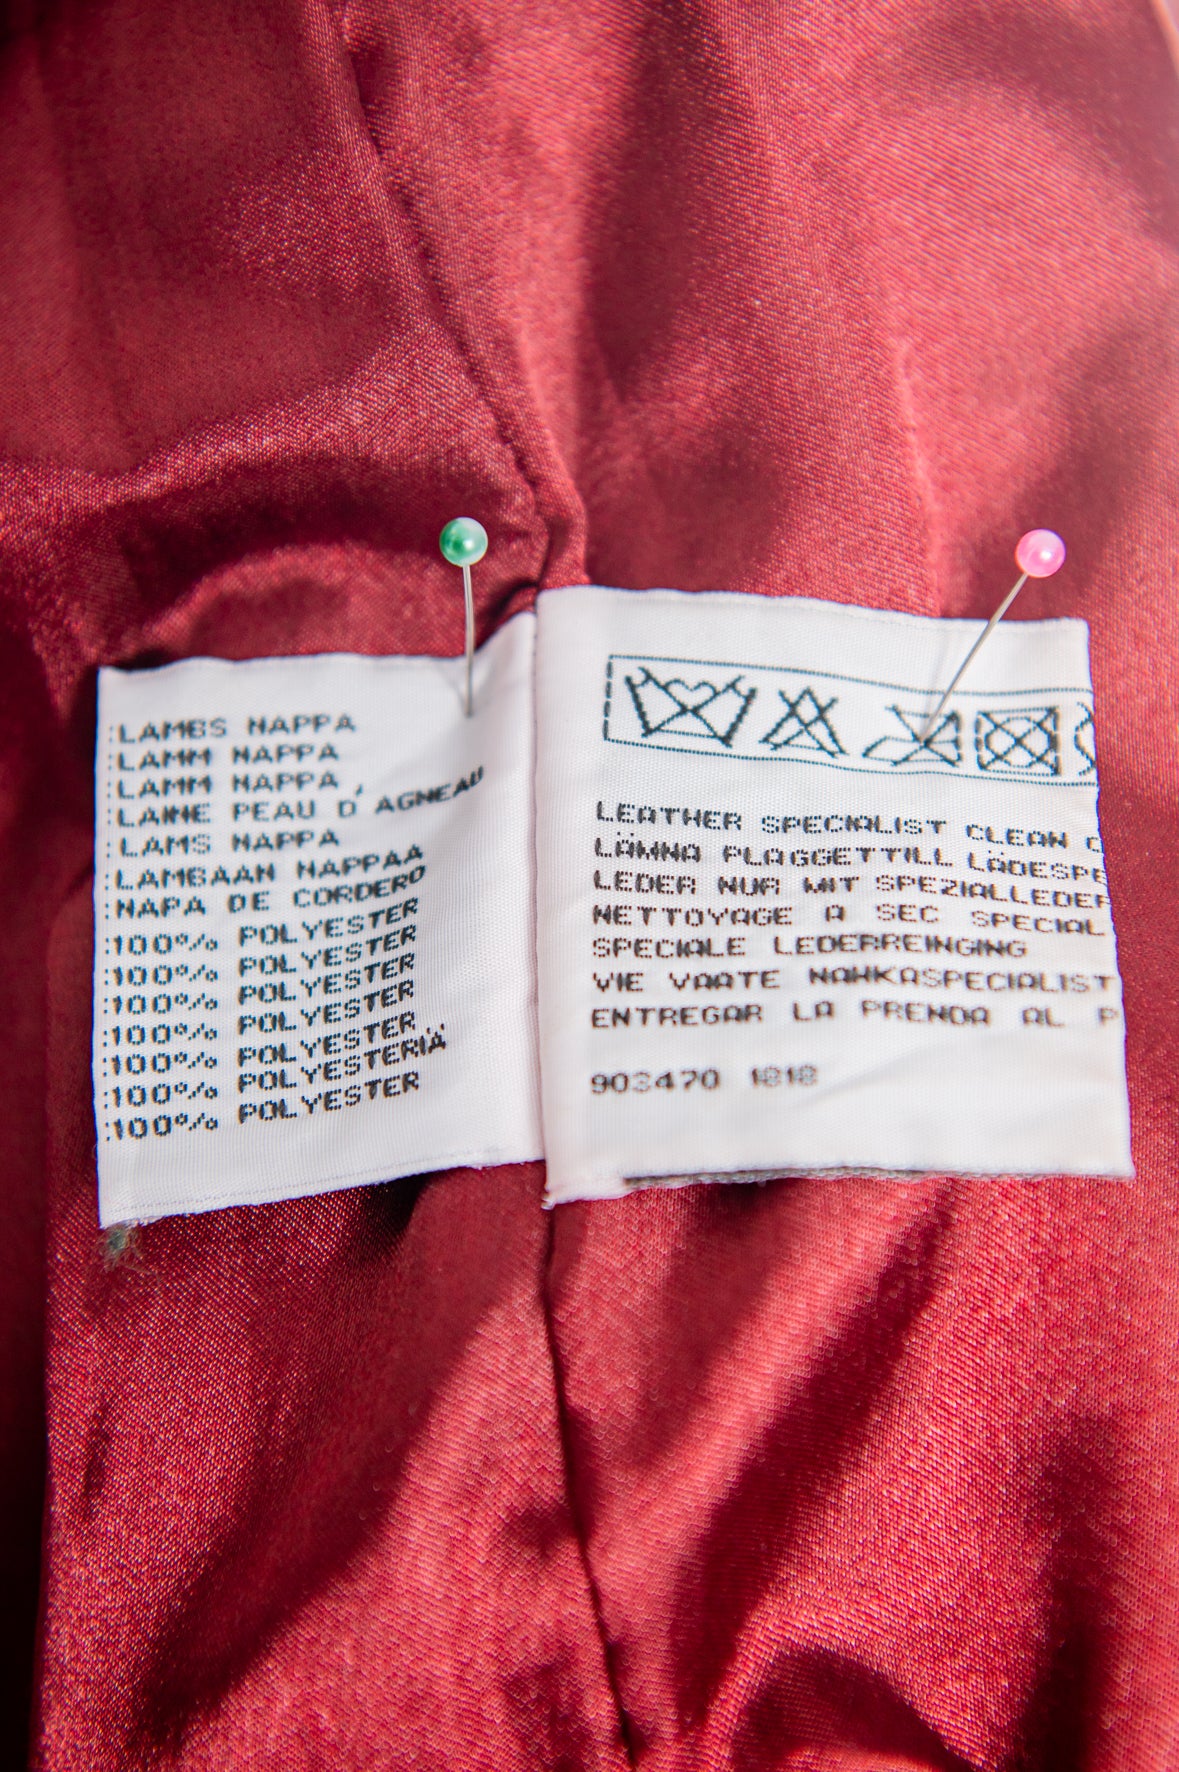 :LAMBS NAPPA
:LAMM NAPPA
:LAMM NAPPA ,
:LAINE PEAU D'AGNEAU
:LAMS NAPPA
:LAMBAAN NAPPAA
:NAPA DE CORDERO
:100% POLYESTER
:100% POLYESTER
:100% POLYESTER
:100% POLYESTER
:100% POLYESTER
:100% POLYESTERIÄ
:100% POLYESTER
LEATHER SPECIALIST CLEAN
LÄMNA PLAGGETTILL LÄDESPE
LEDER NUR MIT SPEZIALLEDER
NETTOYAGE A SEC SPECIAL
SPECIALE LEDERREINGING
VIE VAATE NAHKASPECIALIST
ENTREGAR LA PRENDA AL P
903470 1818